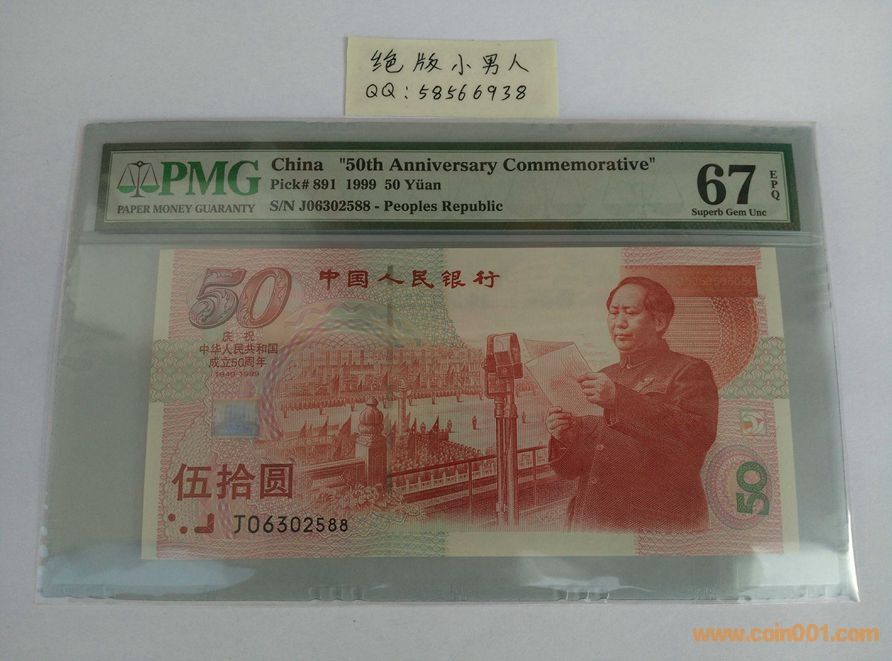 绝版小男人
QQ:58566938
PMG
PAPER MONEY GUARANTY
China "50th Anniversary Commemorative"
Pick# 891 1999 50 Yüan
S/N J06302588 - Peoples Republic
67
EPQ
Superb Gem Unc
50
中国人民银行
庆祝
中华人民共和国
成立50周年
1949-1999
伍拾圆
J06302588
50
www.coin001.com